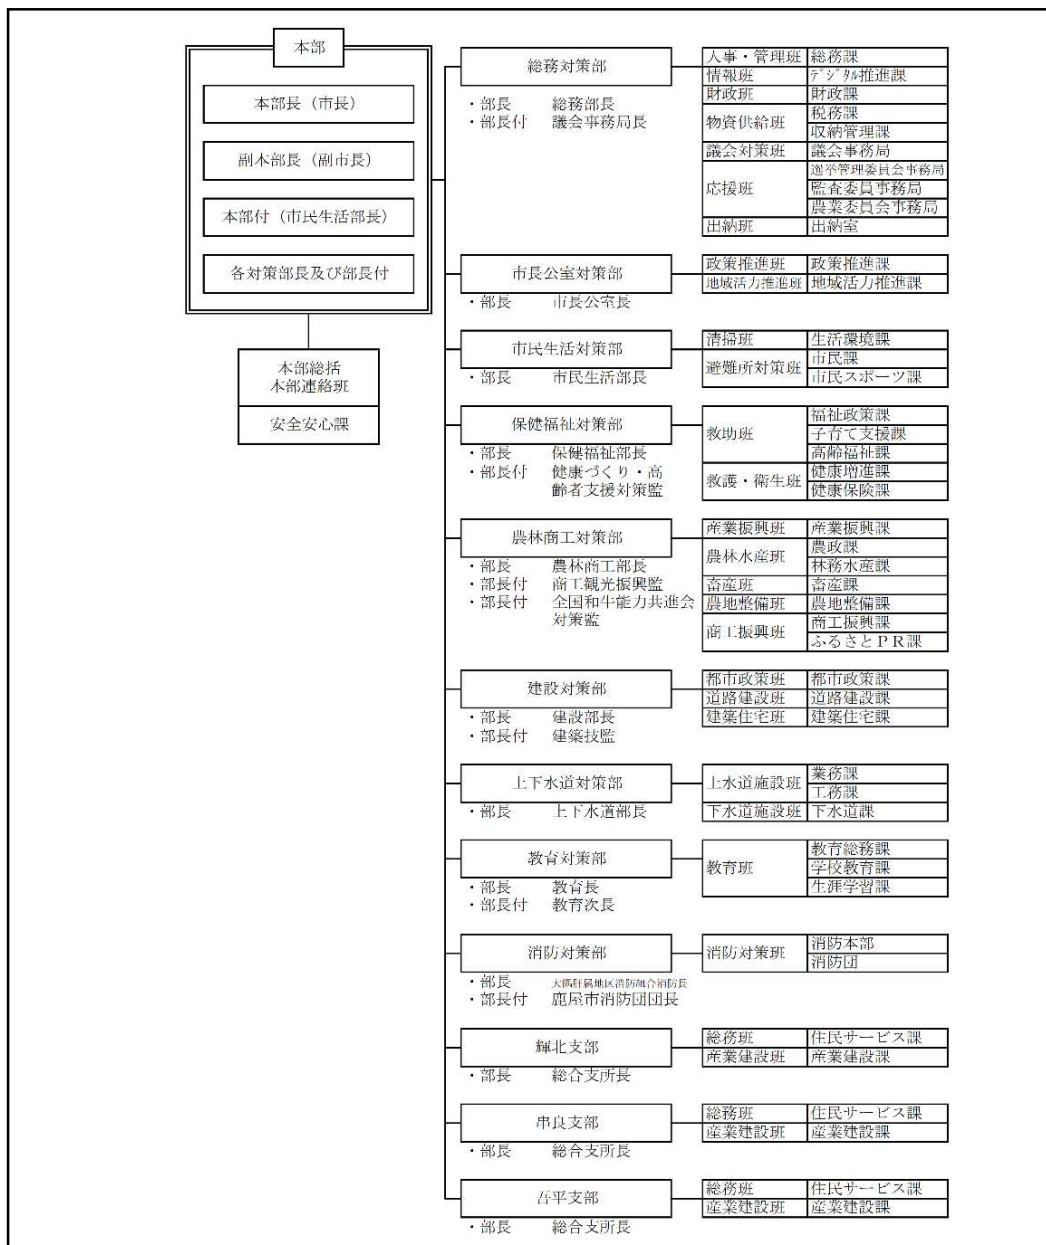 本部
本部長（市長）
副本部長（副市長）
本部付（市民生活部長）
各対策部長及び部長付
本部総括
本部連絡班
安全安心課
総務対策部
・部長 総務部長
・部長付 議会事務局長
人事・管理班 総務課
情報班 デジタル推進課
財政班 財政課
物資供給班 税務課
収納管理課
議会対策班 議会事務局
応援班 選挙管理委員会事務局
監査委員事務局
農業委員会事務局
出納班 出納室
市長公室対策部
・部長 市長公室長
政策推進班 政策推進課
地域活力推進班 地域活力推進課
市民生活対策部
・部長 市民生活部長
清掃班 生活環境課
避難所対策班 市民課
市民スポーツ課
保健福祉対策部
・部長 保健福祉部長
・部長付 健康づくり・高
齢者支援対策監
救助班 福祉政策課
子育て支援課
高齢福祉課
救護・衛生班 健康増進課
健康保険課
農林商工対策部
・部長 農林商工部長
・部長付 商工観光振興監
・部長付 全国和牛能力共進会
対策監
産業振興班 産業振興課
農林水産班 農政課
林務水産課
畜産班 畜産課
農地整備班 農地整備課
商工振興班 商工振興課
ふるさとＰＲ課
建設対策部
・部長 建設部長
・部長付 建築技監
都市政策班 都市政策課
道路建設班 道路建設課
建築住宅班 建築住宅課
上下水道対策部
・部長 上下水道部長
上水道施設班 業務課
工務課
下水道施設班 下水道課
教育対策部
・部長 教育長
・部長付 教育次長
教育班 教育総務課
学校教育課
生涯学習課
消防対策部
・部長 大隅肝属地区消防組合消防長
・部長付 鹿屋市消防団団長
消防対策班 消防本部
消防団
輝北支部
・部長 総合支所長
総務班 住民サービス課
産業建設班 産業建設課
串良支部
・部長 総合支所長
総務班 住民サービス課
産業建設班 産業建設課
吾平支部
・部長 総合支所長
総務班 住民サービス課
産業建設班 産業建設課